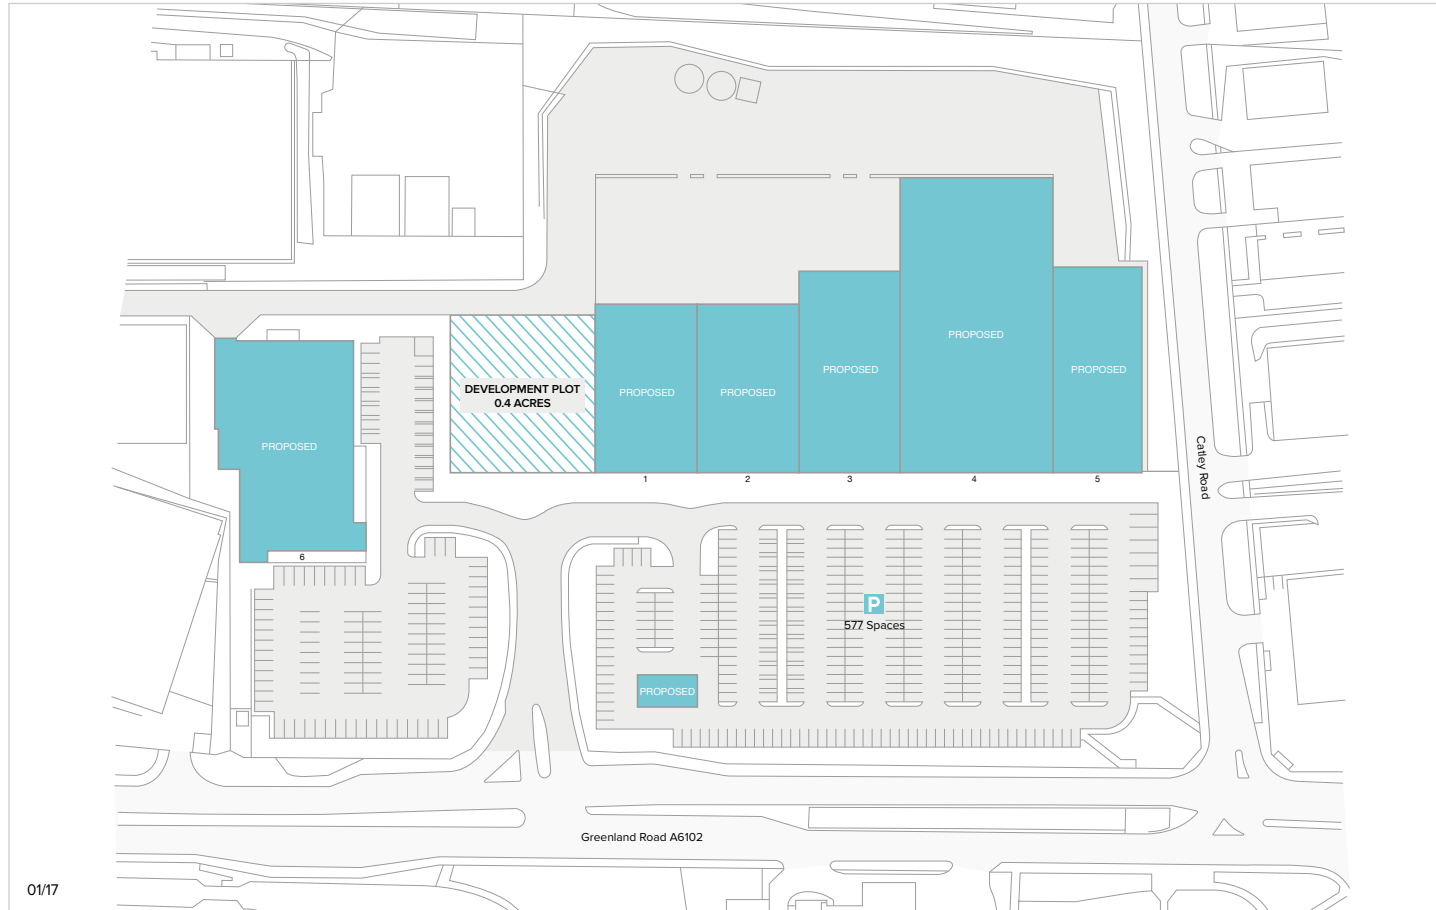 PROPOSED
PROPOSED
PROPOSED
DEVELOPMENT PLOT
0.4 ACRES
PROPOSED
PROPOSED
PROPOSED
1
2
3
4
5
Catley Road
6
P
577 Spaces
PROPOSED
Greenland Road A6102
01/17